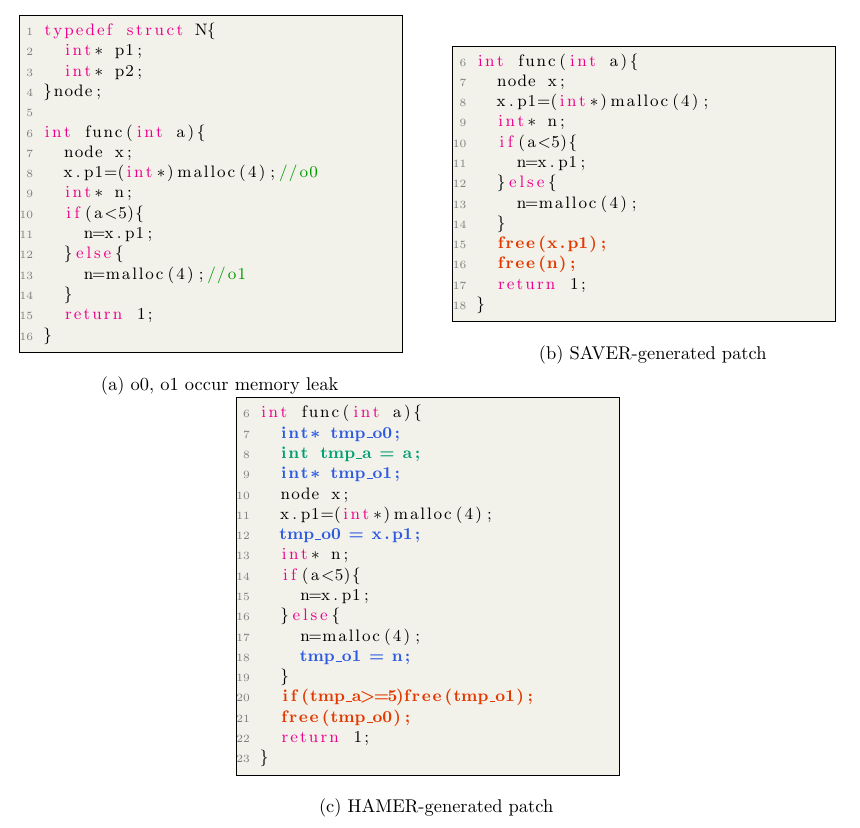 1 typedef struct N{
2 int* p1;
3 int* p2;
4 }node;
5
6 int func(int a){
7 node x;
8 x.p1=(int*)malloc(4);//o0
9 int* n;
10 if(a<5){
11 n=x.p1;
12 }else{
13 n=malloc(4);//o1
14 }
15 return 1;
16 }
(a) o0, o1 occur memory leak
6 int func(int a){
7 node x;
8 x.p1=(int*)malloc(4);
9 int* n;
10 if(a<5){
11 n=x.p1;
12 }else{
13 n=malloc(4);
14 }
15 free(x.p1);
16 free(n);
17 return 1;
18 }
(b) SAVER-generated patch
6 int func(int a){
7 int* tmp_o0;
8 int tmp_a = a;
9 int* tmp_o1;
10 node x;
11 x.p1=(int*)malloc(4);
12 tmp_o0 = x.p1;
13 int* n;
14 if(a<5){
15 n=x.p1;
16 }else{
17 n=malloc(4);
18 tmp_o1 = n;
19 }
20 if(tmp_a>=5)free(tmp_o1);
21 free(tmp_o0);
22 return 1;
23 }
(c) HAMER-generated patch